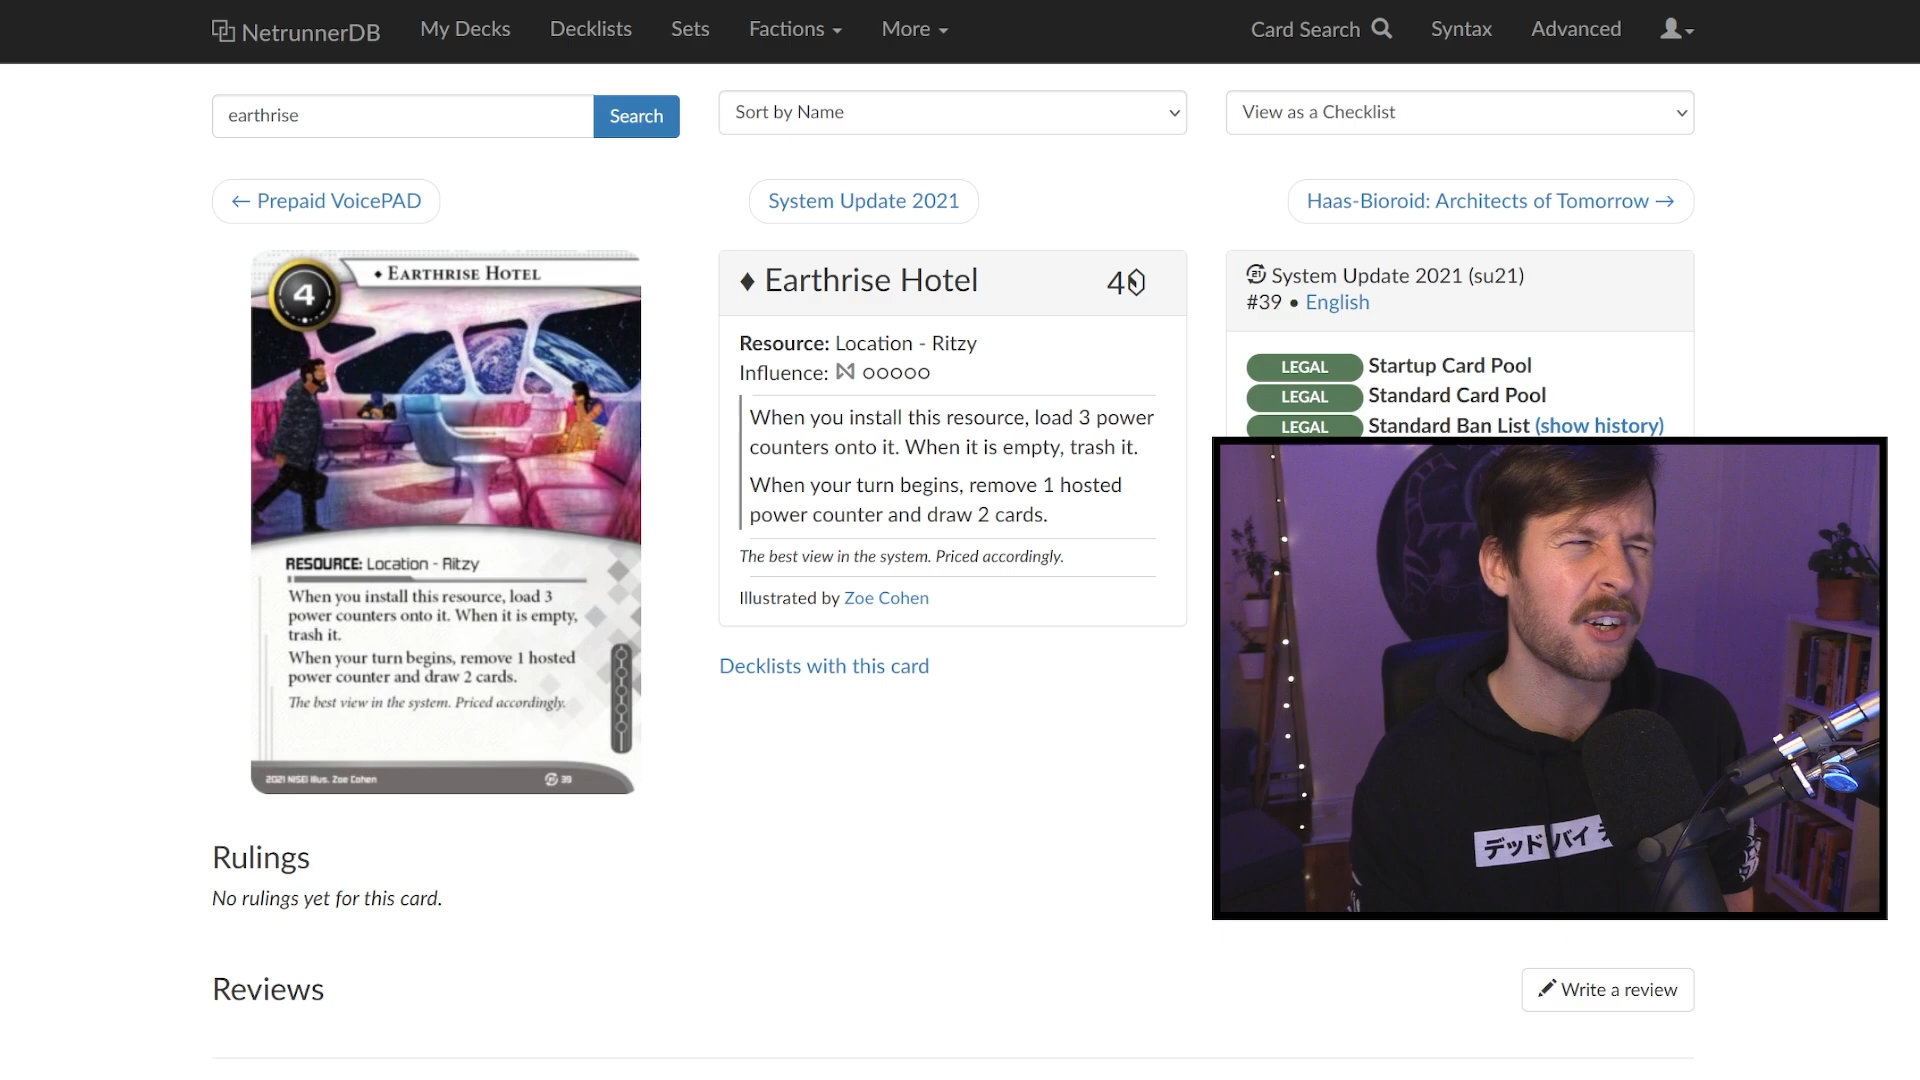 NetrunnerDB My Decks Decklists Sets Factions More Card Search Syntax Advanced
earthrise Search Sort by Name View as a Checklist
← Prepaid VoicePAD System Update 2021 Haas-Bioroid: Architects of Tomorrow →
4 ♦ EARTHRISE HOTEL
RESOURCE: Location - Ritzy
When you install this resource, load 3
power counters onto it. When it is empty,
trash it.
When your turn begins, remove 1 hosted
power counter and draw 2 cards.
The best view in the system. Priced accordingly.
2021 NISEI Illus. Zoe Cohen 39
♦ Earthrise Hotel 4
Resource: Location - Ritzy
Influence: ○○○○○
When you install this resource, load 3 power
counters onto it. When it is empty, trash it.
When your turn begins, remove 1 hosted
power counter and draw 2 cards.
The best view in the system. Priced accordingly.
Illustrated by Zoe Cohen
Decklists with this card
System Update 2021 (su21)
#39 • English
LEGAL Startup Card Pool
LEGAL Standard Card Pool
LEGAL Standard Ban List (show history)
デッド バイ
Rulings
No rulings yet for this card.
Reviews
Write a review